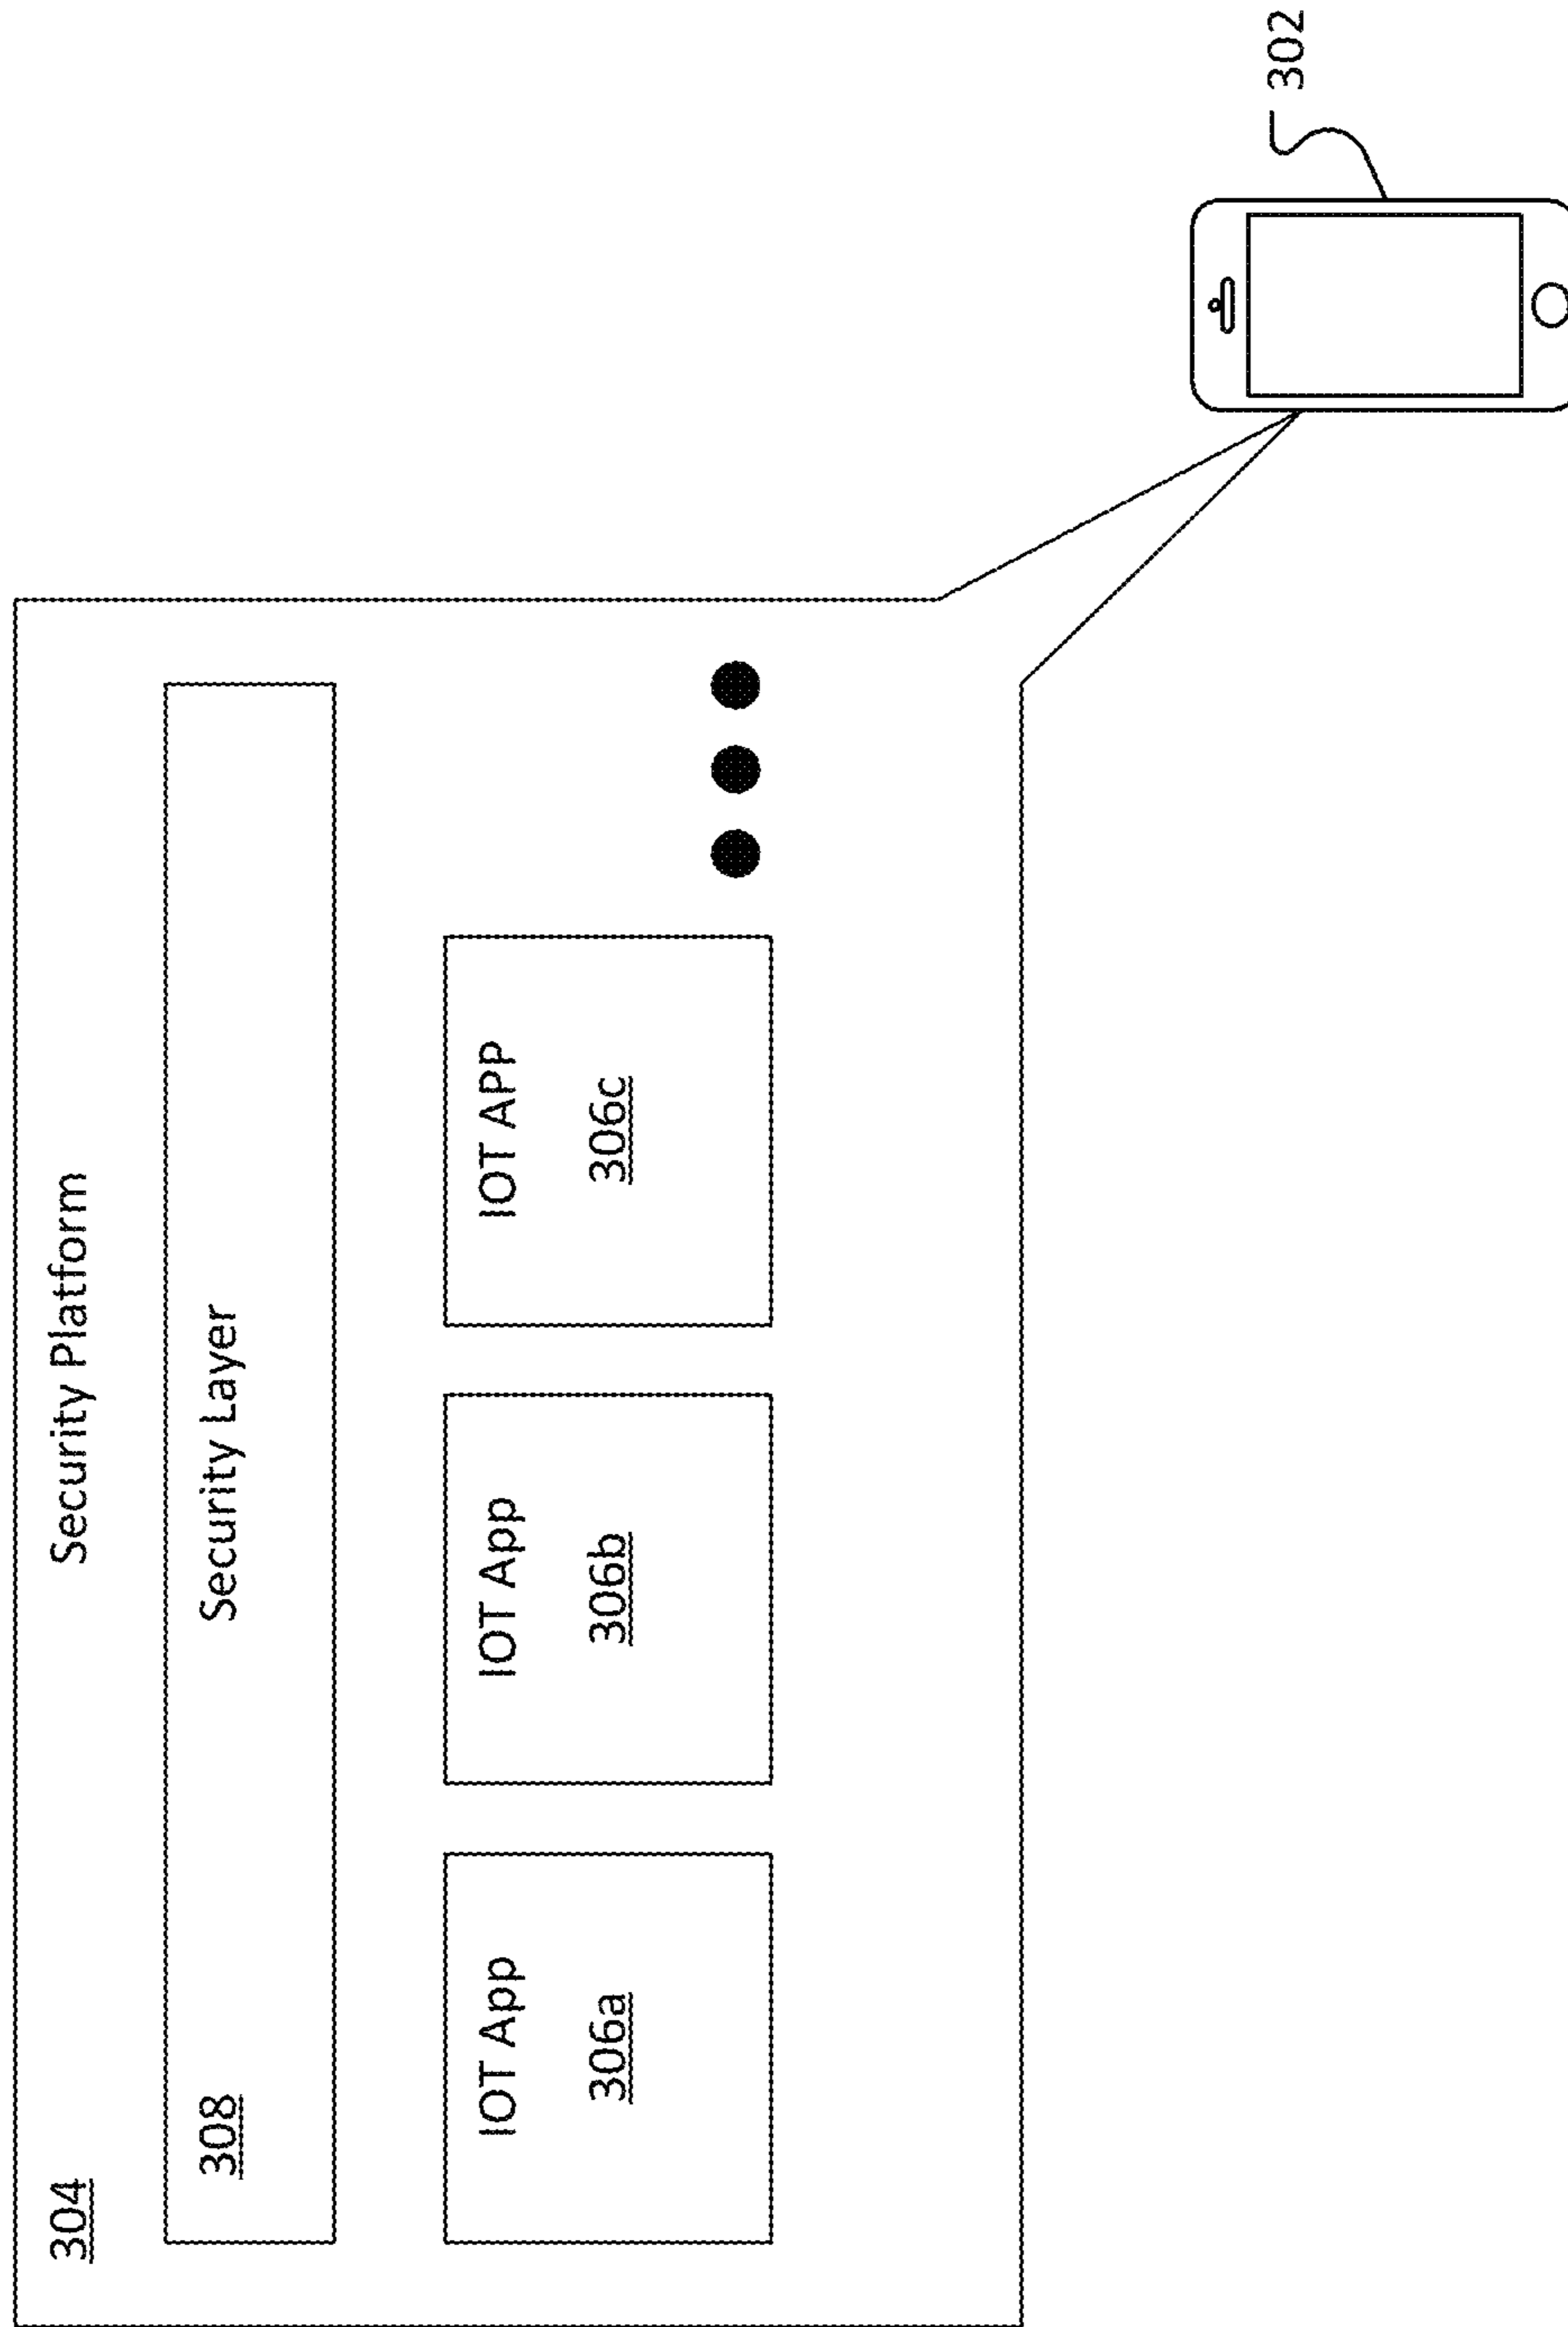 304
Security Platform
308
Security Layer
IOT App
306a
IOT App
306b
IOT APP
306c
302